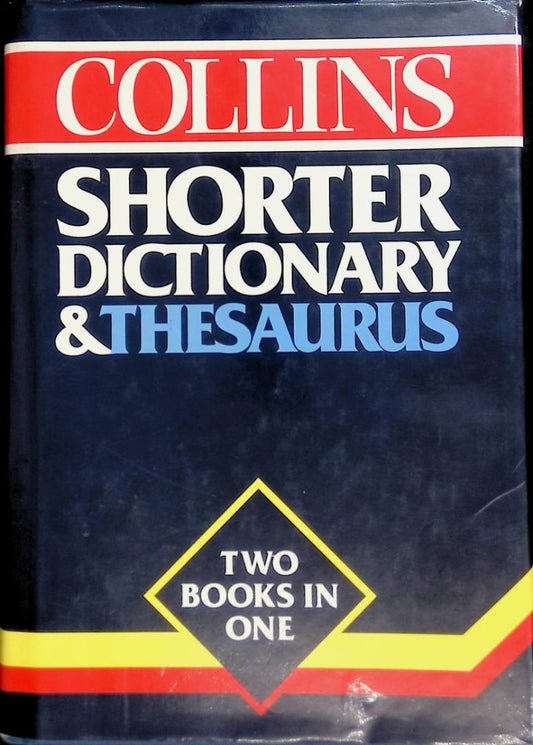 COLLINS
SHORTER
DICTIONARY
&THESAURUS
TWO
BOOKS IN
ONE